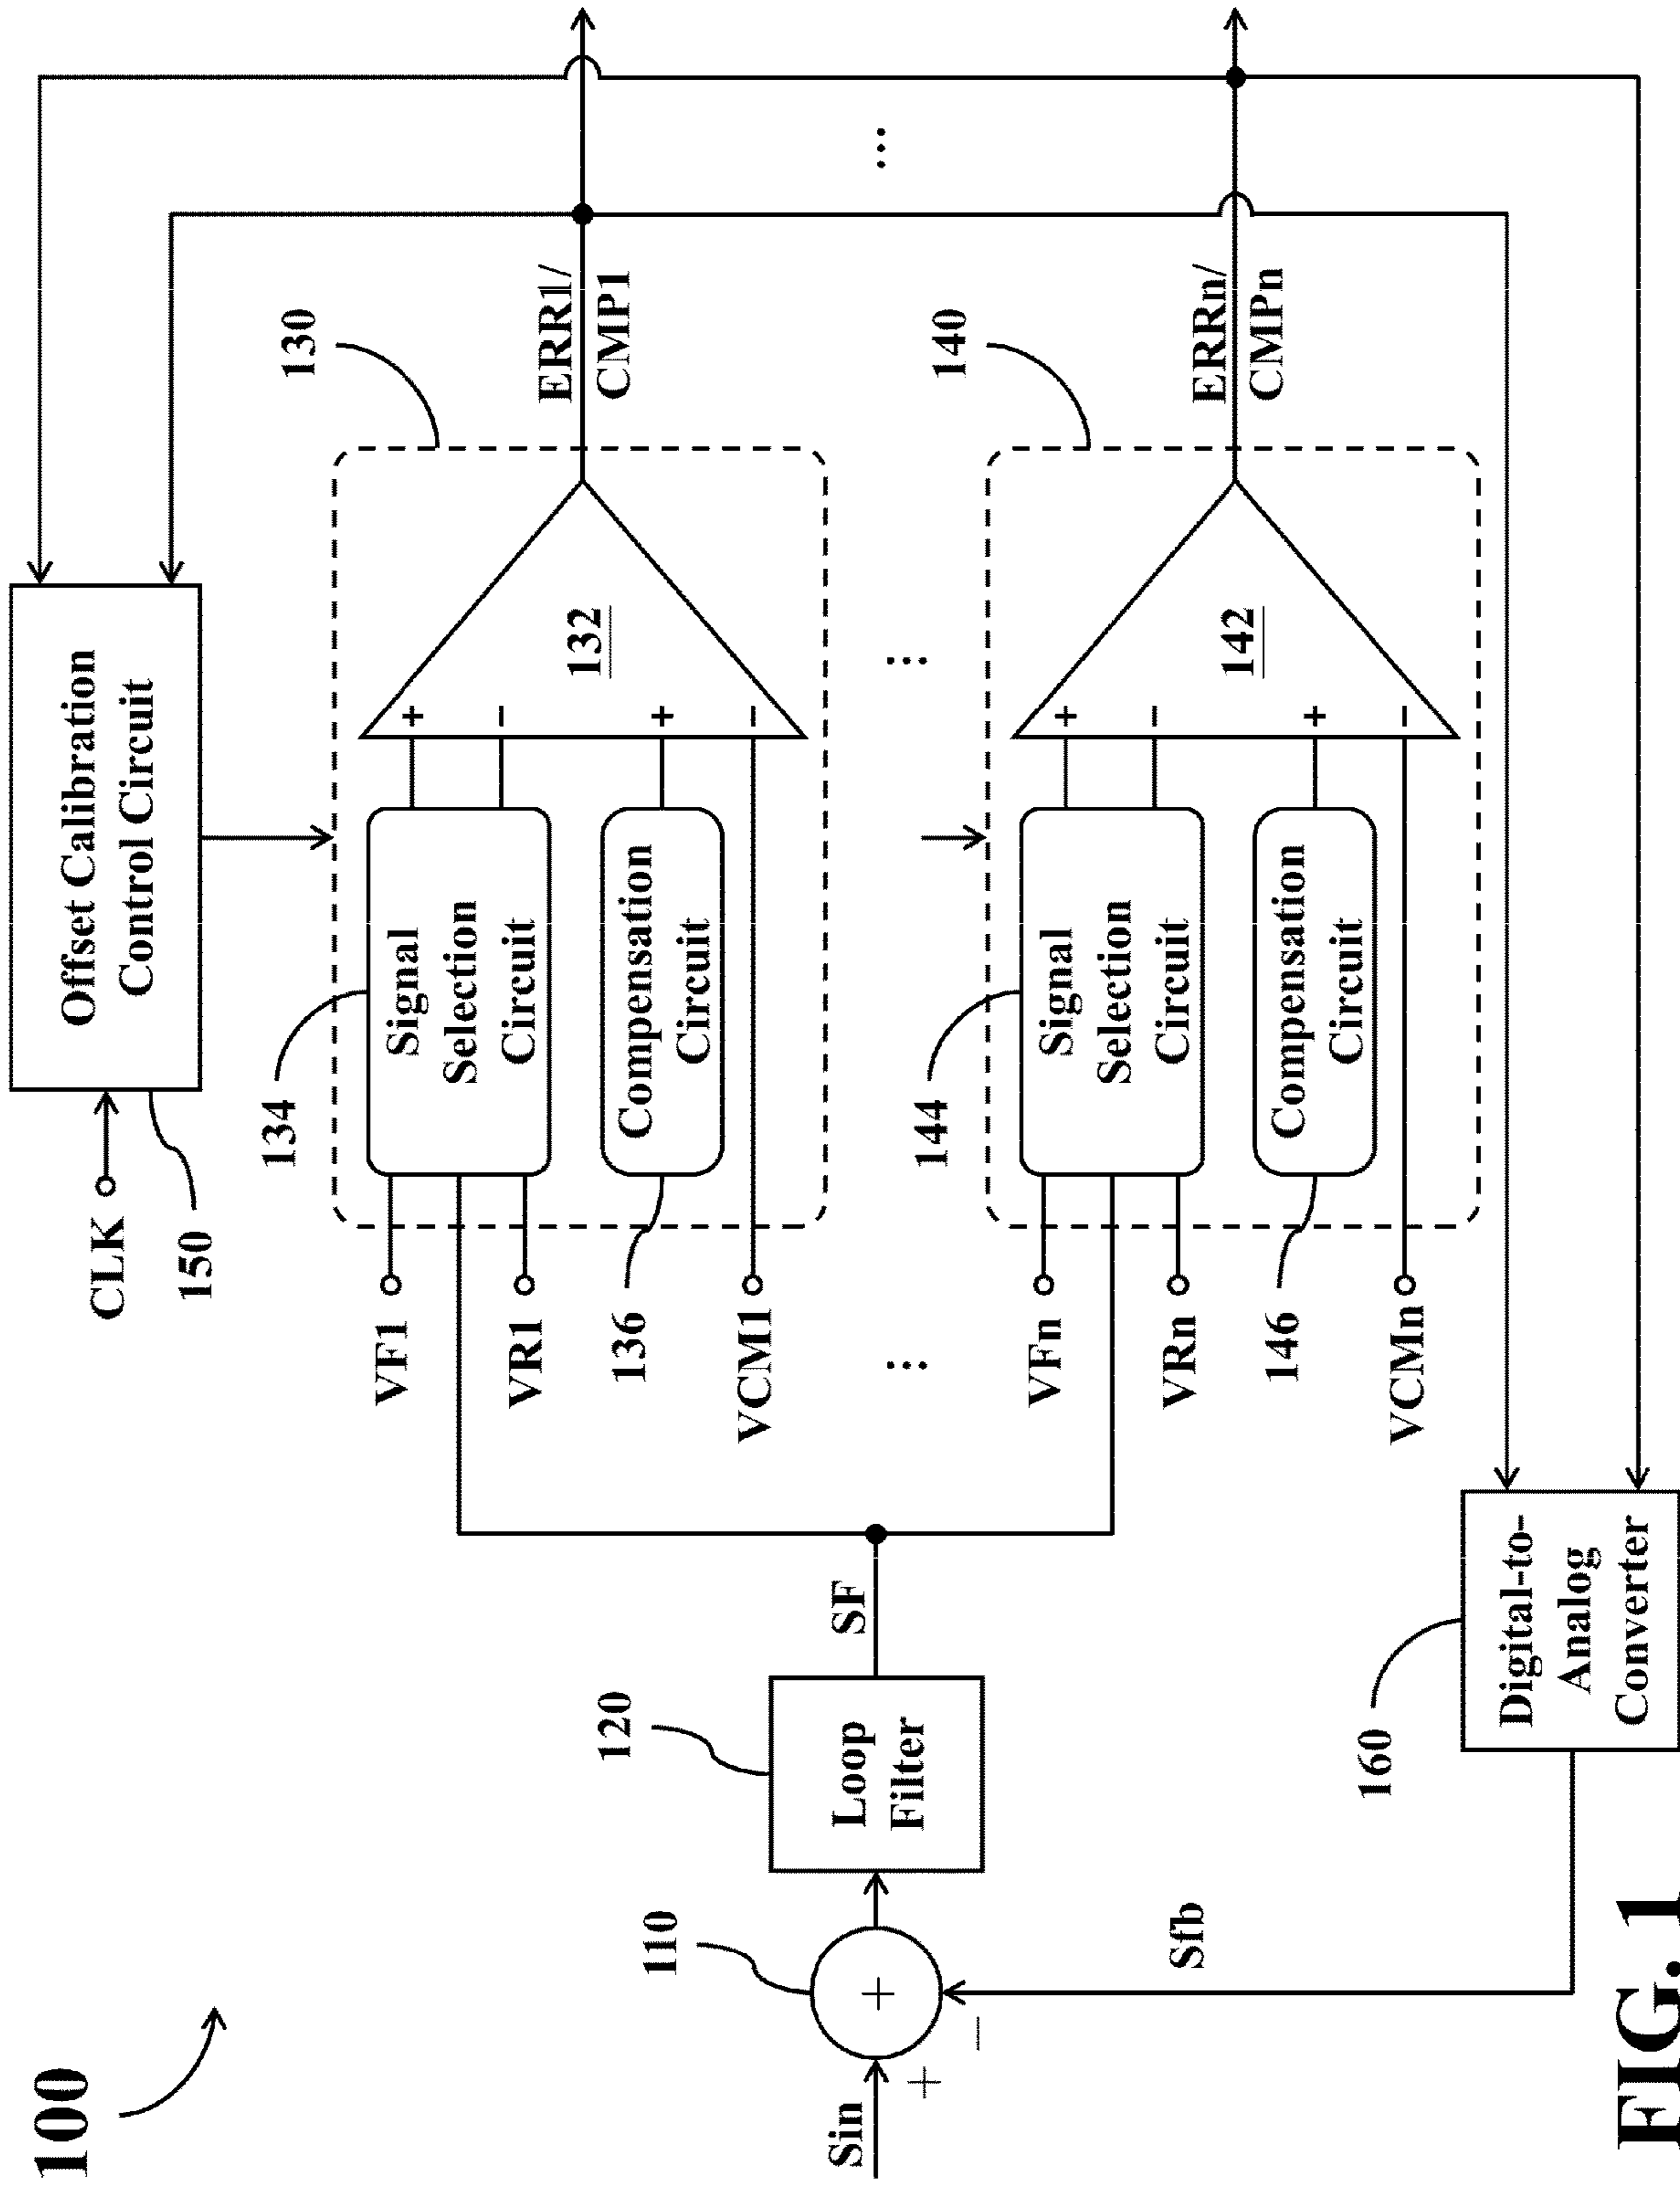 100
CLK
150
Offset Calibration
Control Circuit
134
130
VF1
VR1
136
VCM1
Signal
Selection
Circuit
Compensation
Circuit
+
−
+
−
132
ERR1/
CMP1
...
...
...
Sin
+
−
110
+
120
Loop
Filter
SF
144
140
VFn
VRn
146
VCMn
Signal
Selection
Circuit
Compensation
Circuit
+
−
+
−
142
ERRn/
CMPn
Sfb
160
Digital-to-
Analog
Converter
FIG. 1